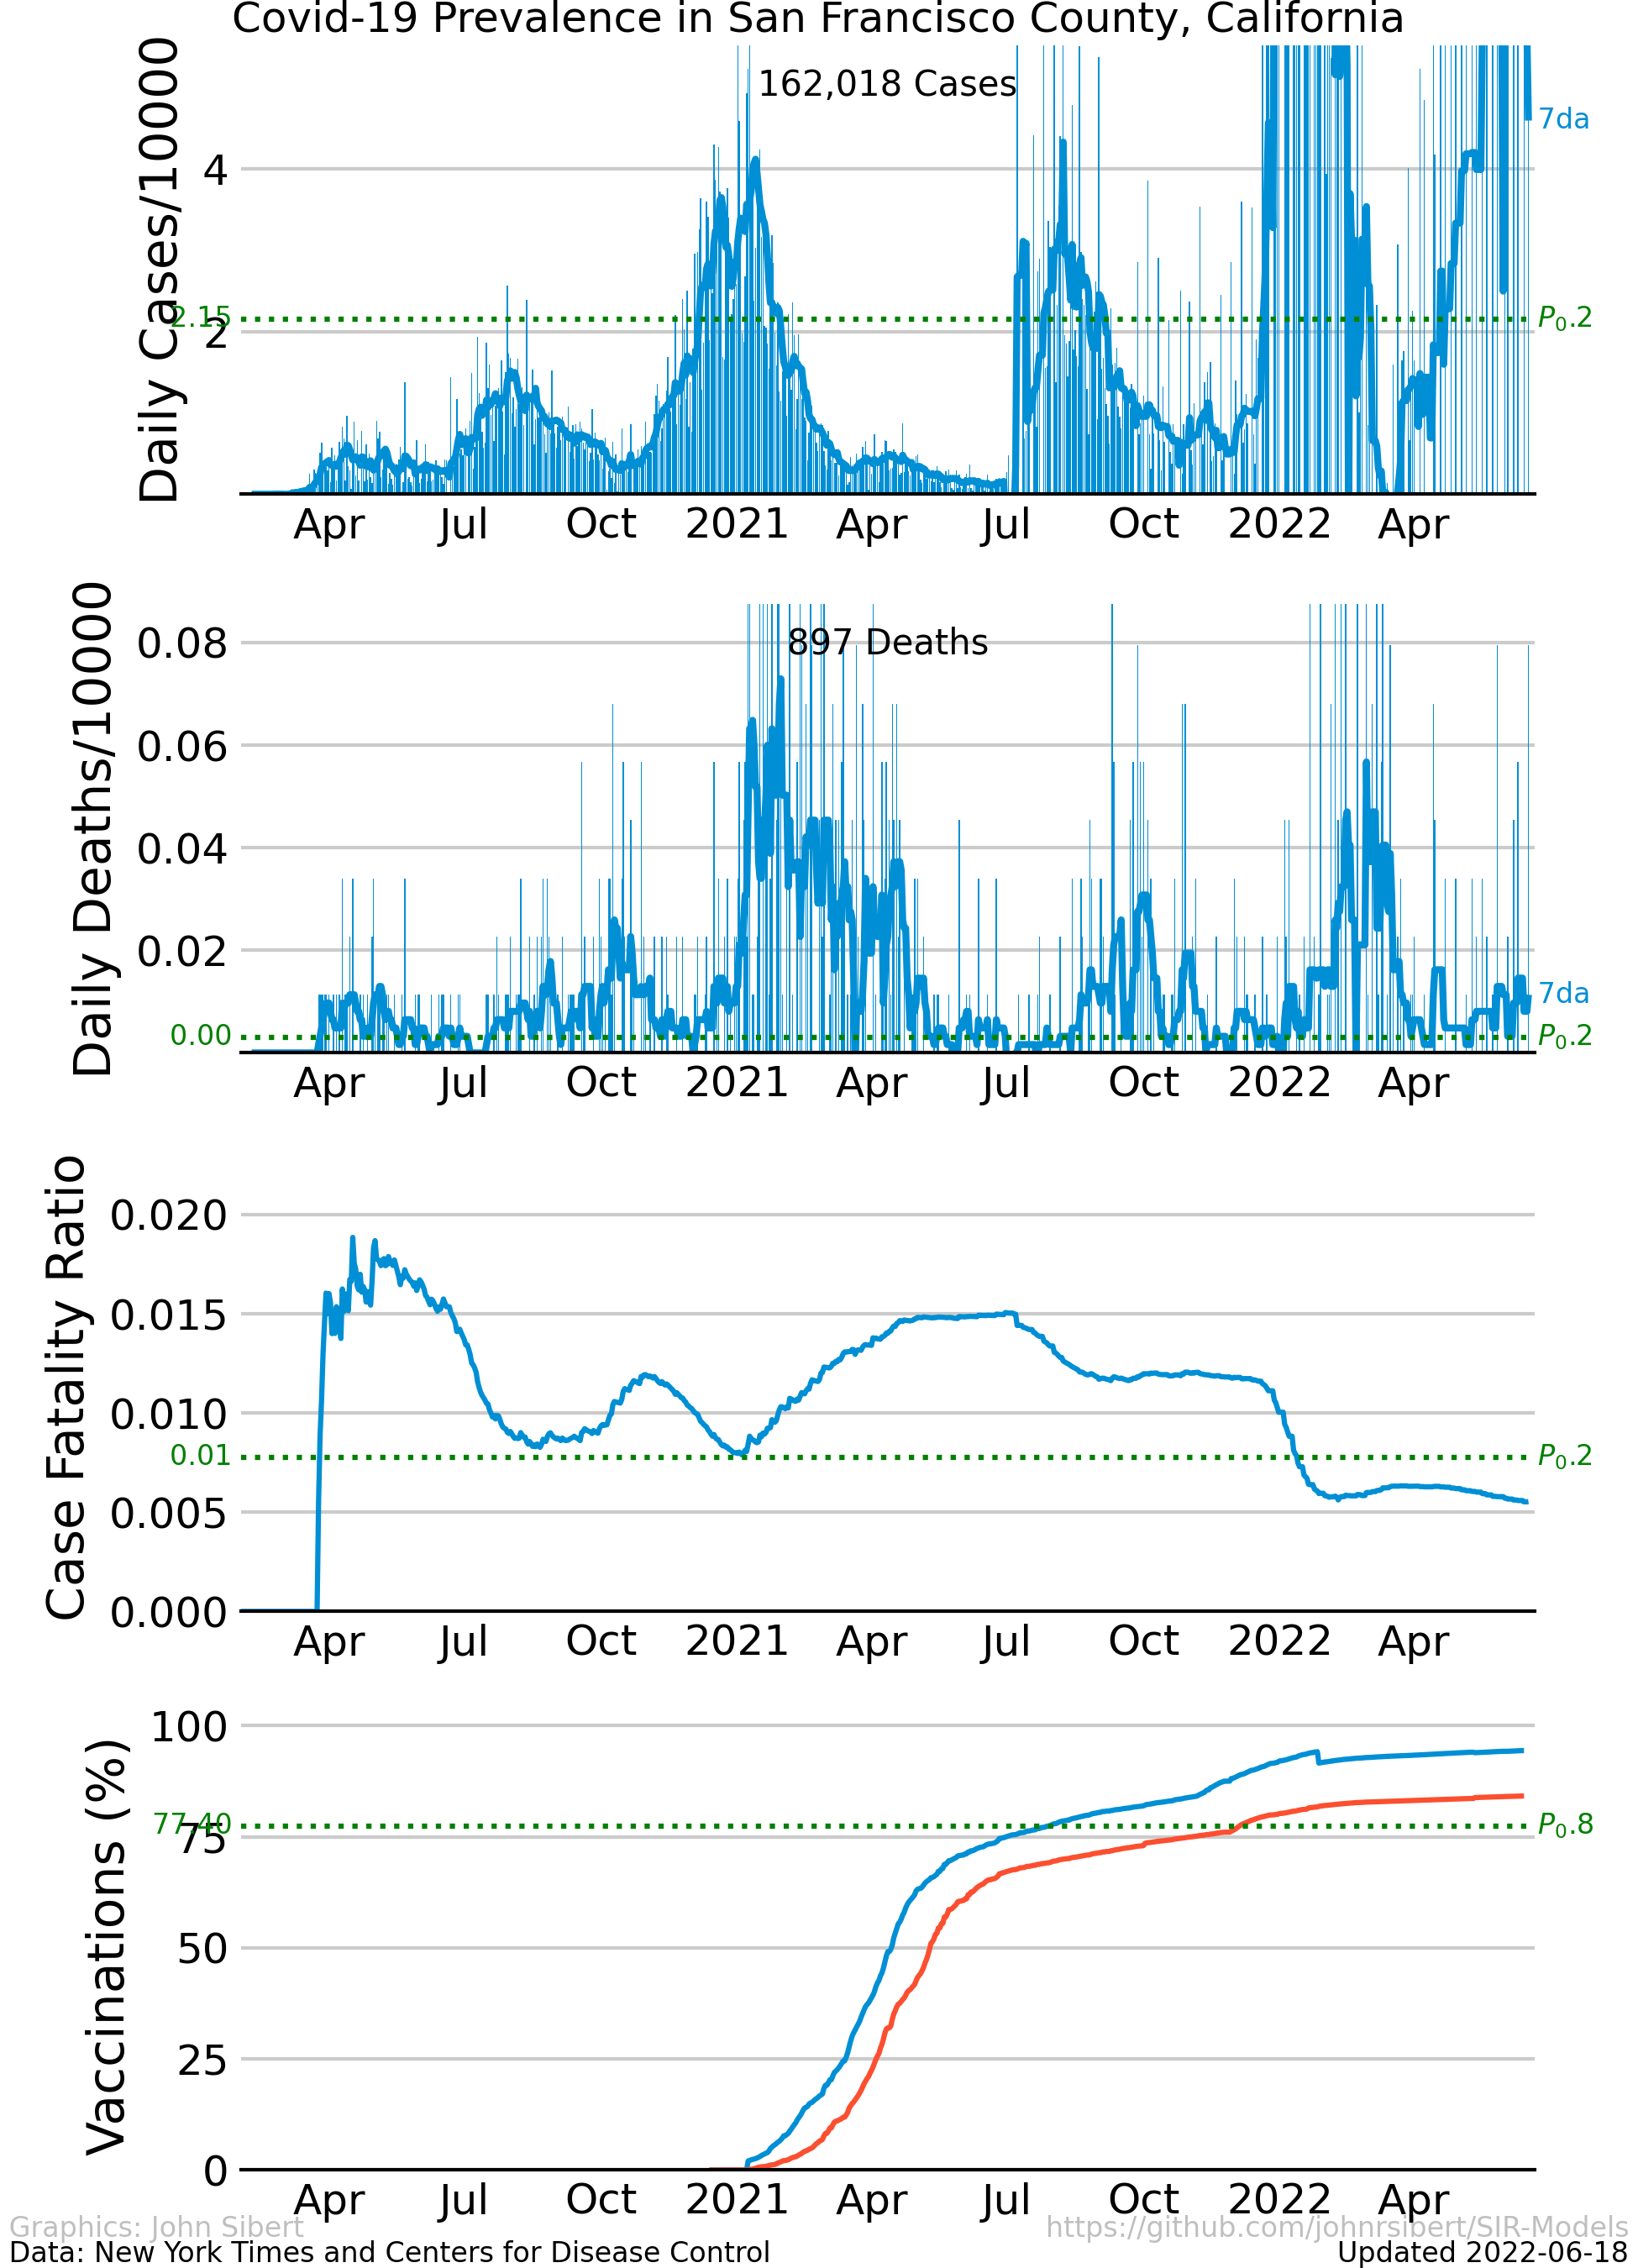 Covid-19 Prevalence in San Francisco County, California
Daily Cases/10000
162,018 Cases
4
2
2.15
7da
P₀.2
Apr Jul Oct 2021 Apr Jul Oct 2022 Apr
Daily Deaths/10000
897 Deaths
0.08
0.06
0.04
0.02
0.00
7da
P₀.2
Apr Jul Oct 2021 Apr Jul Oct 2022 Apr
Case Fatality Ratio
0.020
0.015
0.010
0.01
0.005
0.000
P₀.2
Apr Jul Oct 2021 Apr Jul Oct 2022 Apr
Vaccinations (%)
100
77.40
75
50
25
0
P₀.8
Apr Jul Oct 2021 Apr Jul Oct 2022 Apr
Graphics: John Sibert
https://github.com/johnrsibert/SIR-Models
Data: New York Times and Centers for Disease Control
Updated 2022-06-18